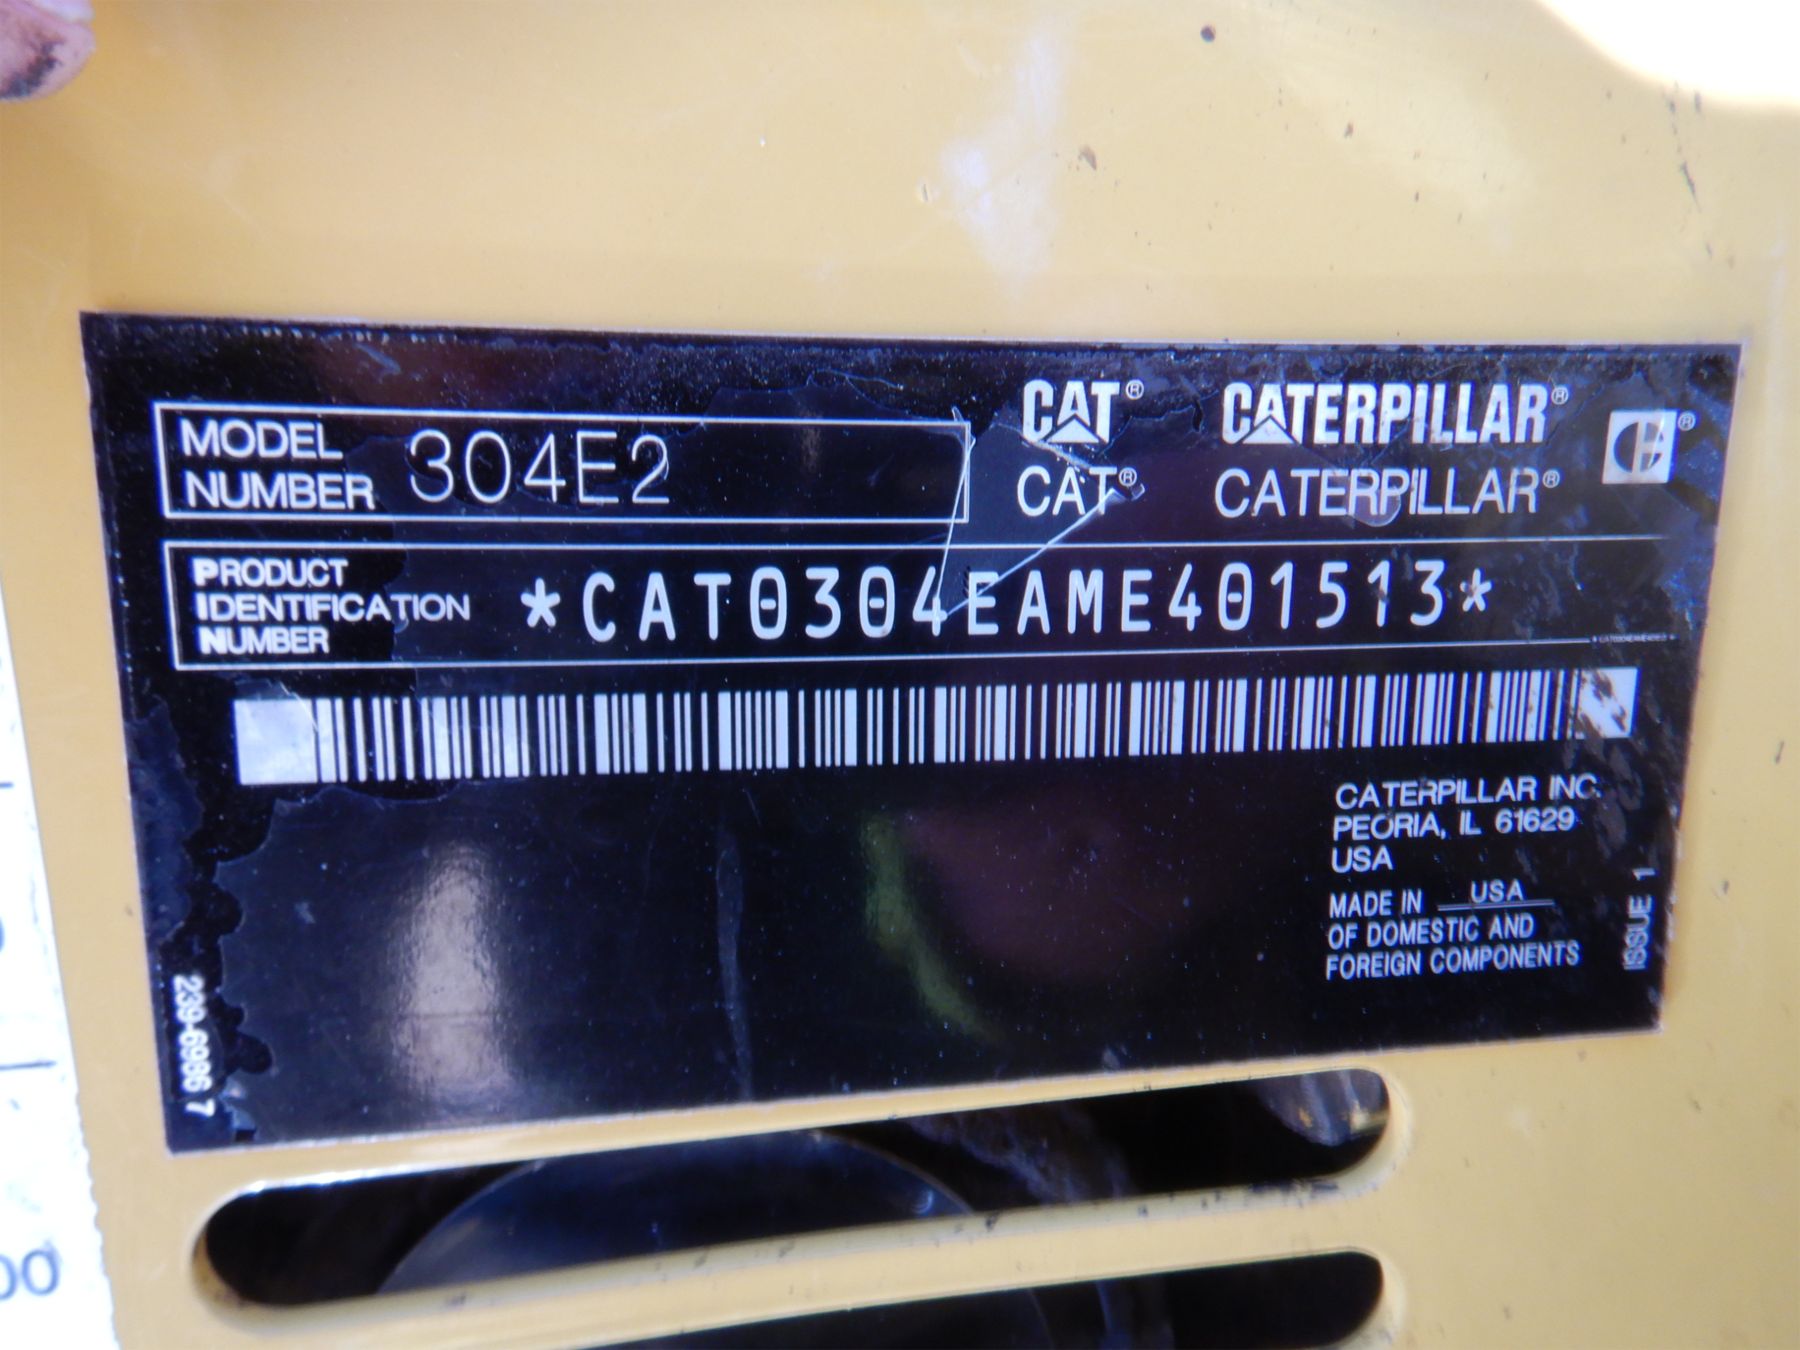 CAT® CATERPILLAR®
MODEL NUMBER 304E2
CAT® CATERPILLAR®
PRODUCT IDENTIFICATION NUMBER *CAT0304EAME401513*
CATERPILLAR INC.
PEORIA, IL 61629
USA
MADE IN USA
OF DOMESTIC AND
FOREIGN COMPONENTS
ISSUE 1
239-6986 7
00